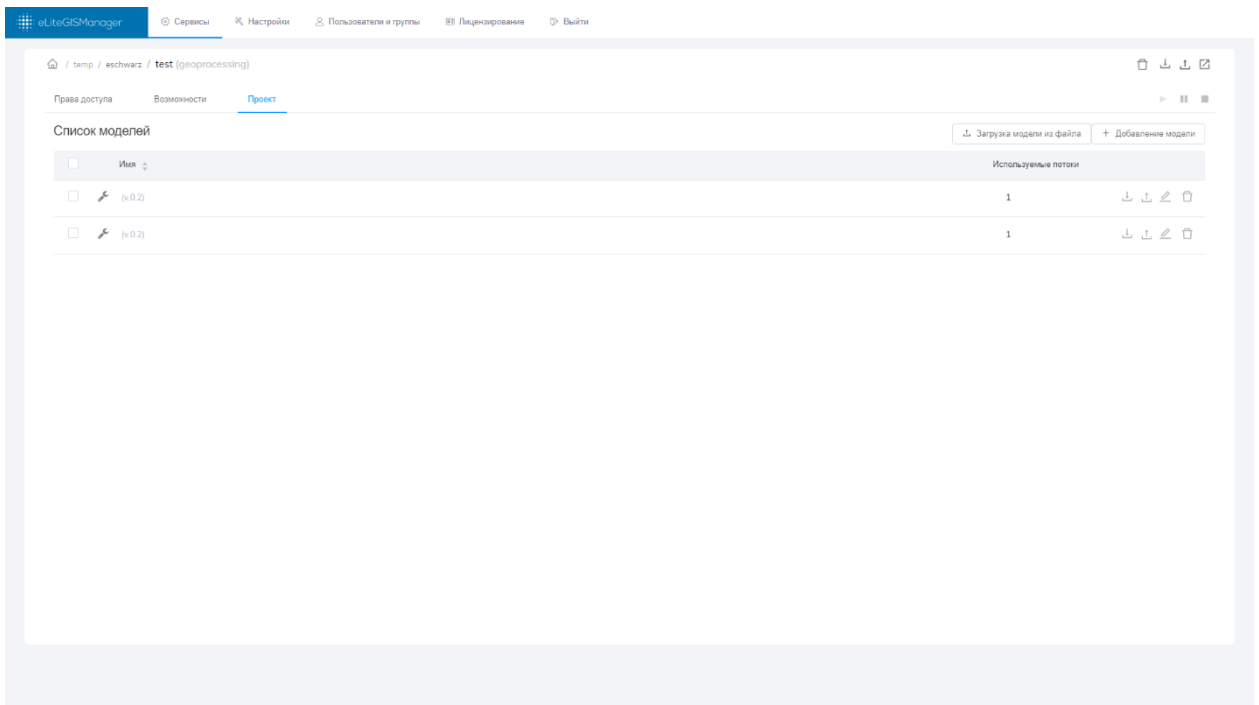 eLiteGISManager Сервисы Настройки Пользователи и группы Лицензирование Выйти
/ temp / eschwarz / test (geoprocessing)
Права доступа Возможности Проект
Список моделей Загрузка модели из файла + Добавление модели
Имя Используемые потоки
(v.0.2) 1
(v.0.2) 1